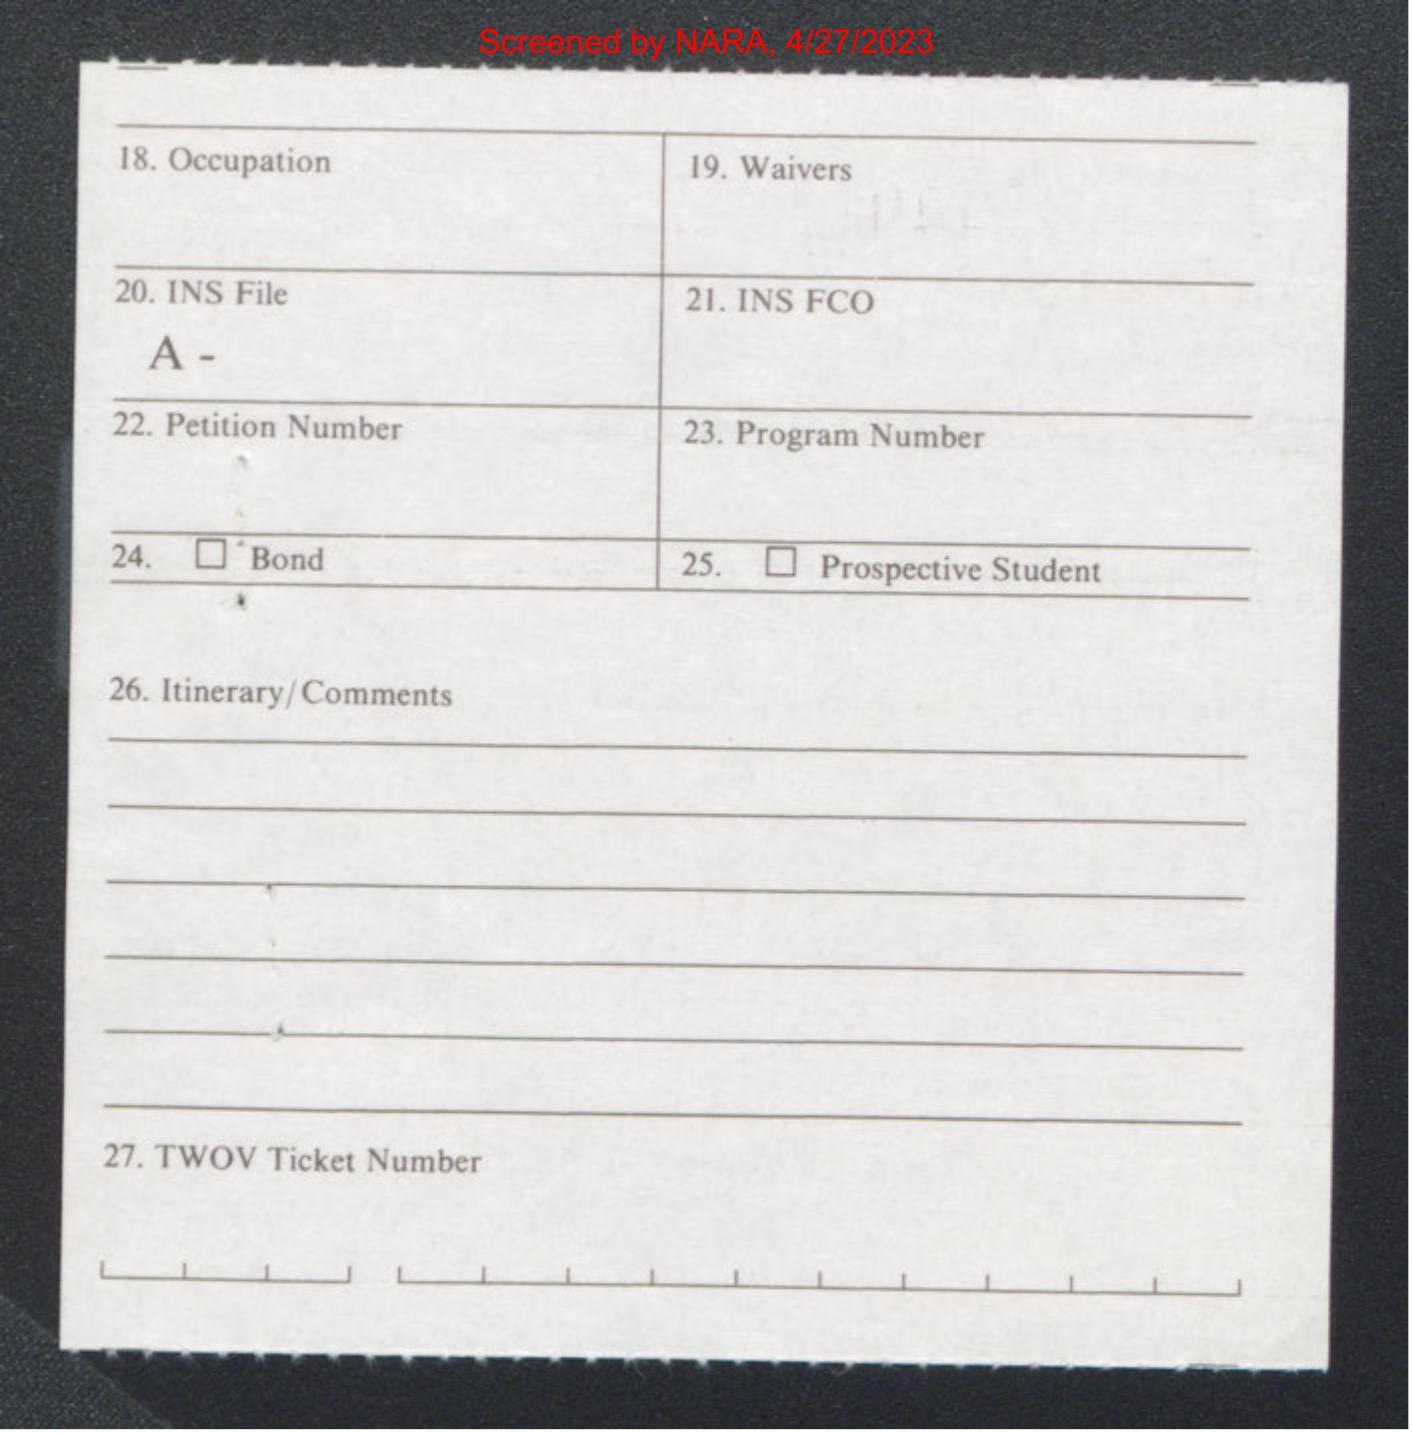 Screened by NARA, 4/27/2023
18. Occupation
19. Waivers
20. INS File
A -
21. INS FCO
22. Petition Number
23. Program Number
24. ☐ Bond
25. ☐ Prospective Student
26. Itinerary/Comments
27. TWOV Ticket Number